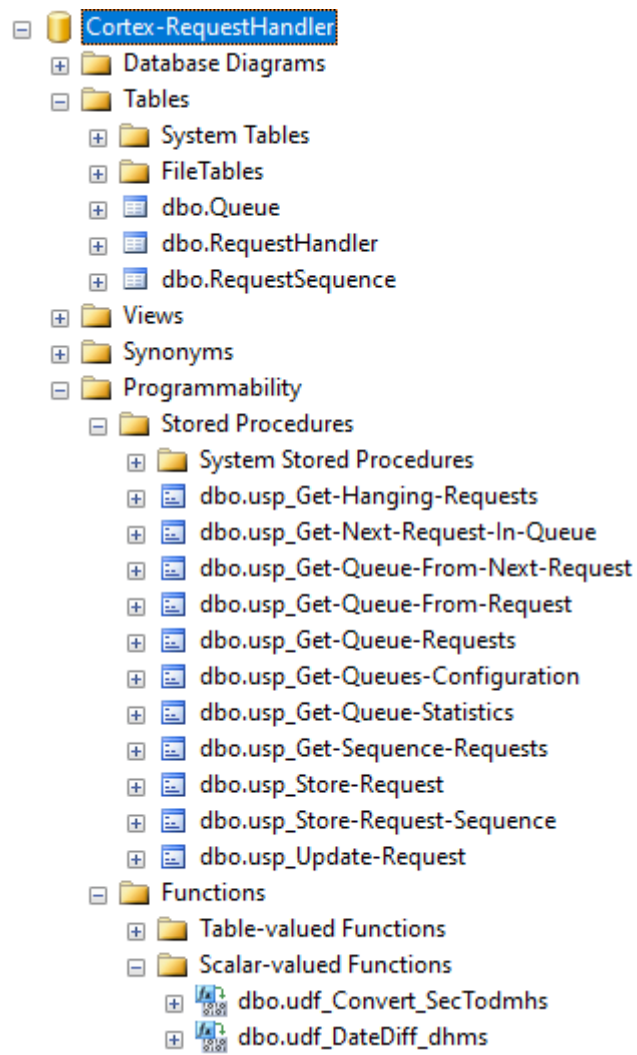 Cortex-RequestHandler
Database Diagrams
Tables
System Tables
FileTables
dbo.Queue
dbo.RequestHandler
dbo.RequestSequence
Views
Synonyms
Programmability
Stored Procedures
System Stored Procedures
dbo.usp_Get-Hanging-Requests
dbo.usp_Get-Next-Request-In-Queue
dbo.usp_Get-Queue-From-Next-Request
dbo.usp_Get-Queue-From-Request
dbo.usp_Get-Queue-Requests
dbo.usp_Get-Queues-Configuration
dbo.usp_Get-Queue-Statistics
dbo.usp_Get-Sequence-Requests
dbo.usp_Store-Request
dbo.usp_Store-Request-Sequence
dbo.usp_Update-Request
Functions
Table-valued Functions
Scalar-valued Functions
dbo.udf_Convert_SecTodmhs
dbo.udf_DateDiff_dhms